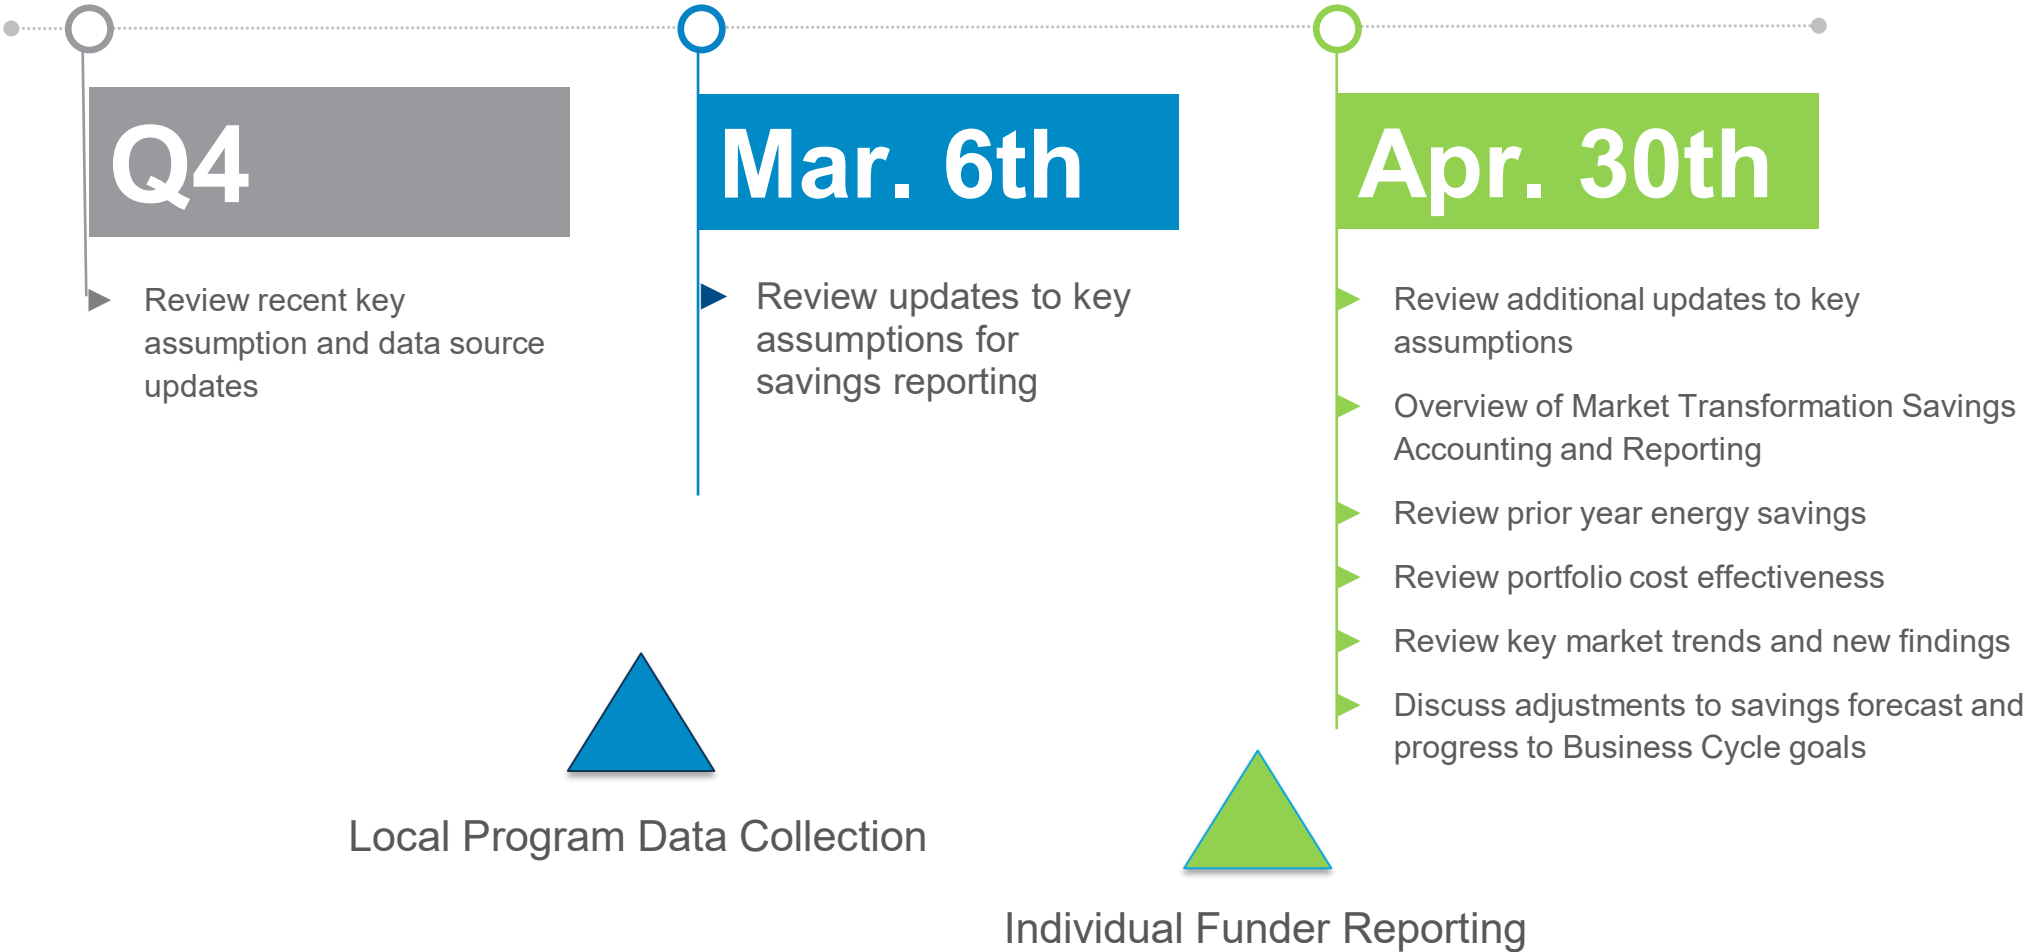 Q4
Review recent key
assumption and data source
updates
Mar. 6th
Review updates to key
assumptions for
savings reporting
Apr. 30th
Review additional updates to key
assumptions
Overview of Market Transformation Savings
Accounting and Reporting
Review prior year energy savings
Review portfolio cost effectiveness
Review key market trends and new findings
Discuss adjustments to savings forecast and
progress to Business Cycle goals
Local Program Data Collection
Individual Funder Reporting